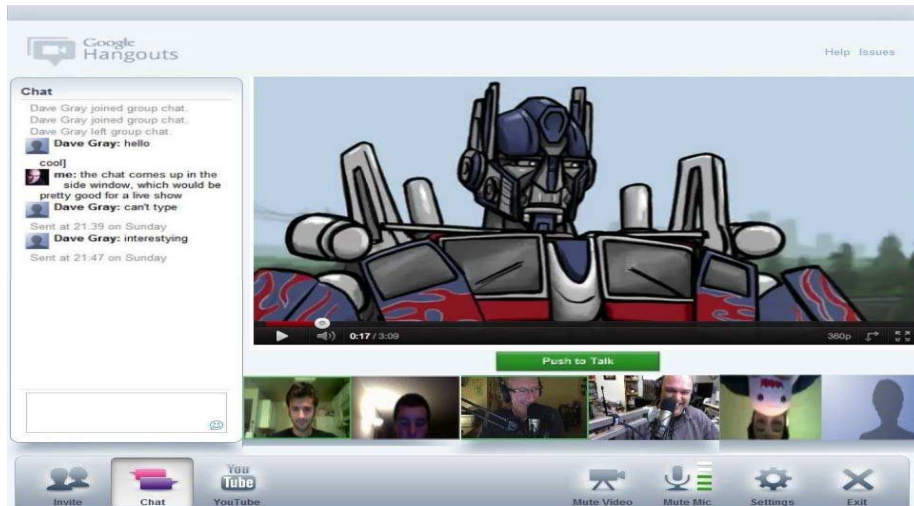 Google
Hangouts
Help Issues
Chat
Dave Gray joined group chat.
Dave Gray joined group chat.
Dave Gray left group chat.
Dave Gray: hello
cool]
me: the chat comes up in the
side window, which would be
pretty good for a live show
Dave Gray: can't type
Sent at 21:39 on Sunday
Dave Gray: interestying
Sent at 21:47 on Sunday
0:17 / 3:09
360p
Push to Talk
Invite
Chat
You
Tube
YouTube
Mute Video
Mute Mic
Settings
Exit